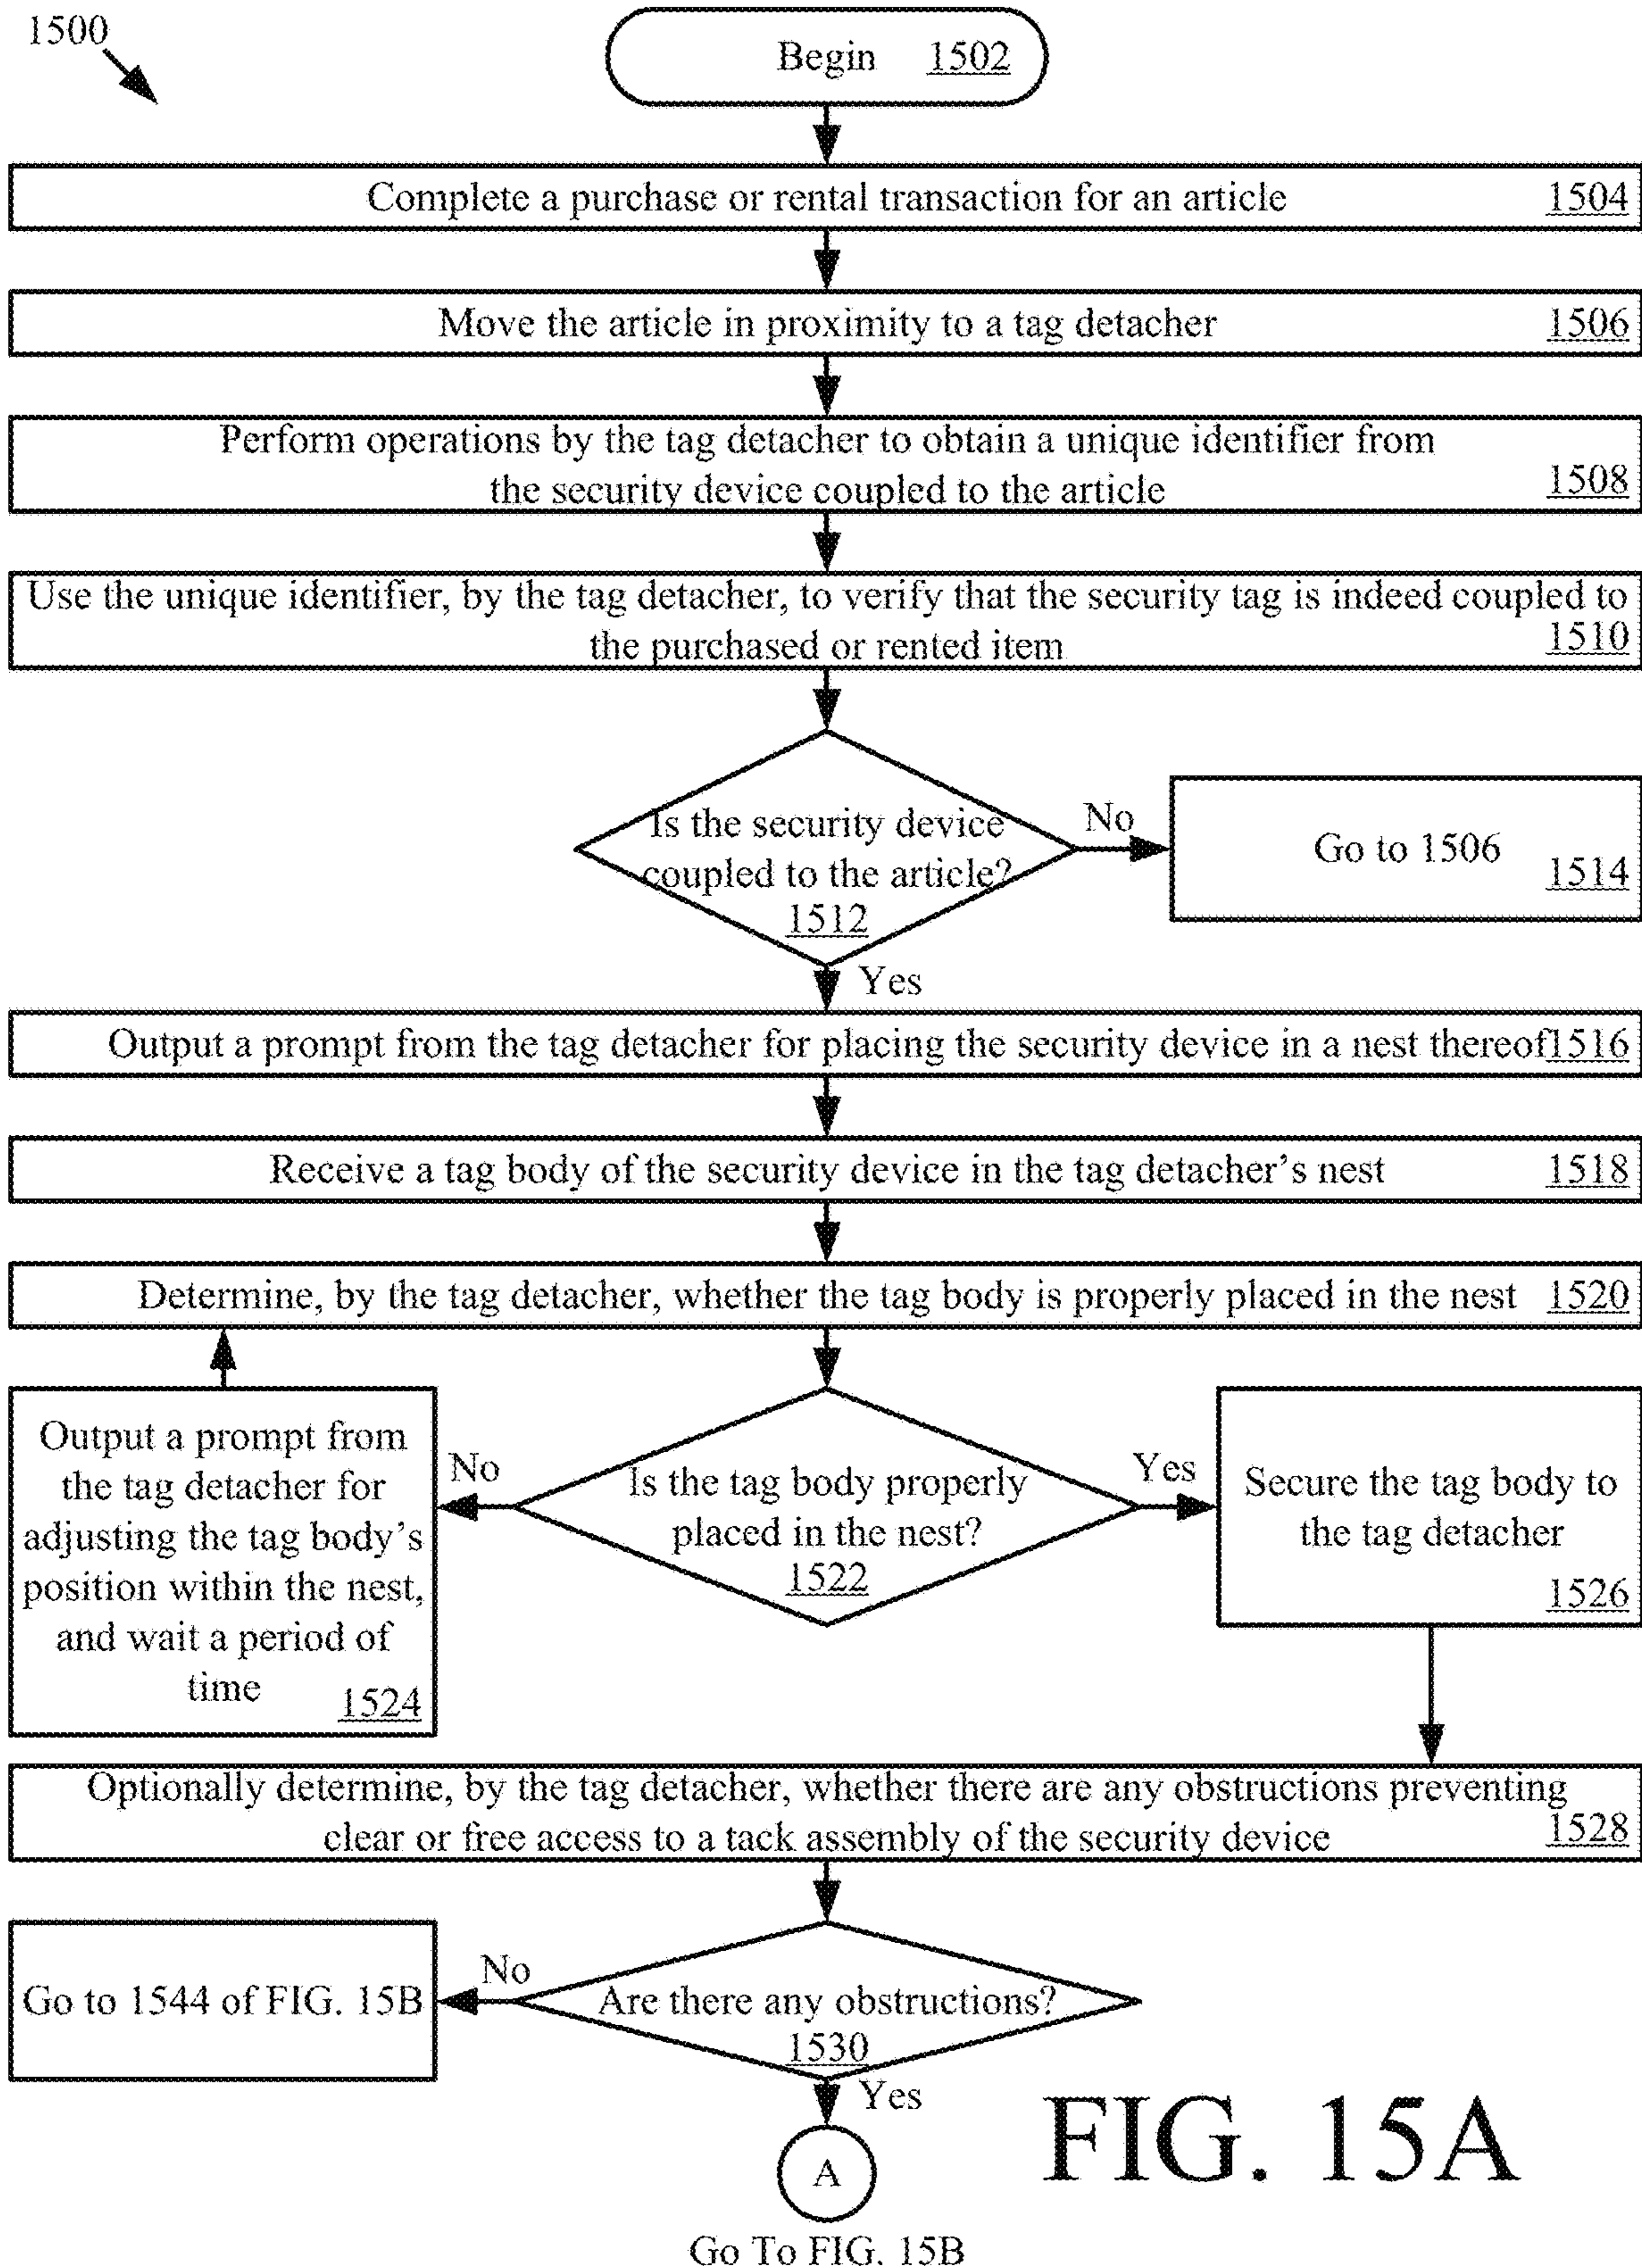 1500
Begin 1502
Complete a purchase or rental transaction for an article 1504
Move the article in proximity to a tag detacher 1506
Perform operations by the tag detacher to obtain a unique identifier from
the security device coupled to the article 1508
Use the unique identifier, by the tag detacher, to verify that the security tag is indeed coupled to
the purchased or rented item 1510
Is the security device
coupled to the article?
1512
No
Go to 1506
1514
Yes
Output a prompt from the tag detacher for placing the security device in a nest thereof 1516
Receive a tag body of the security device in the tag detacher's nest 1518
Determine, by the tag detacher, whether the tag body is properly placed in the nest 1520
Output a prompt from
the tag detacher for
adjusting the tag body's
position within the nest,
and wait a period of
time 1524
No
Is the tag body properly
placed in the nest?
1522
Yes
Secure the tag body to
the tag detacher
1526
Optionally determine, by the tag detacher, whether there are any obstructions preventing
clear or free access to a tack assembly of the security device 1528
Go to 1544 of FIG. 15B
No
Are there any obstructions?
1530
Yes
A
Go To FIG. 15B
FIG. 15A